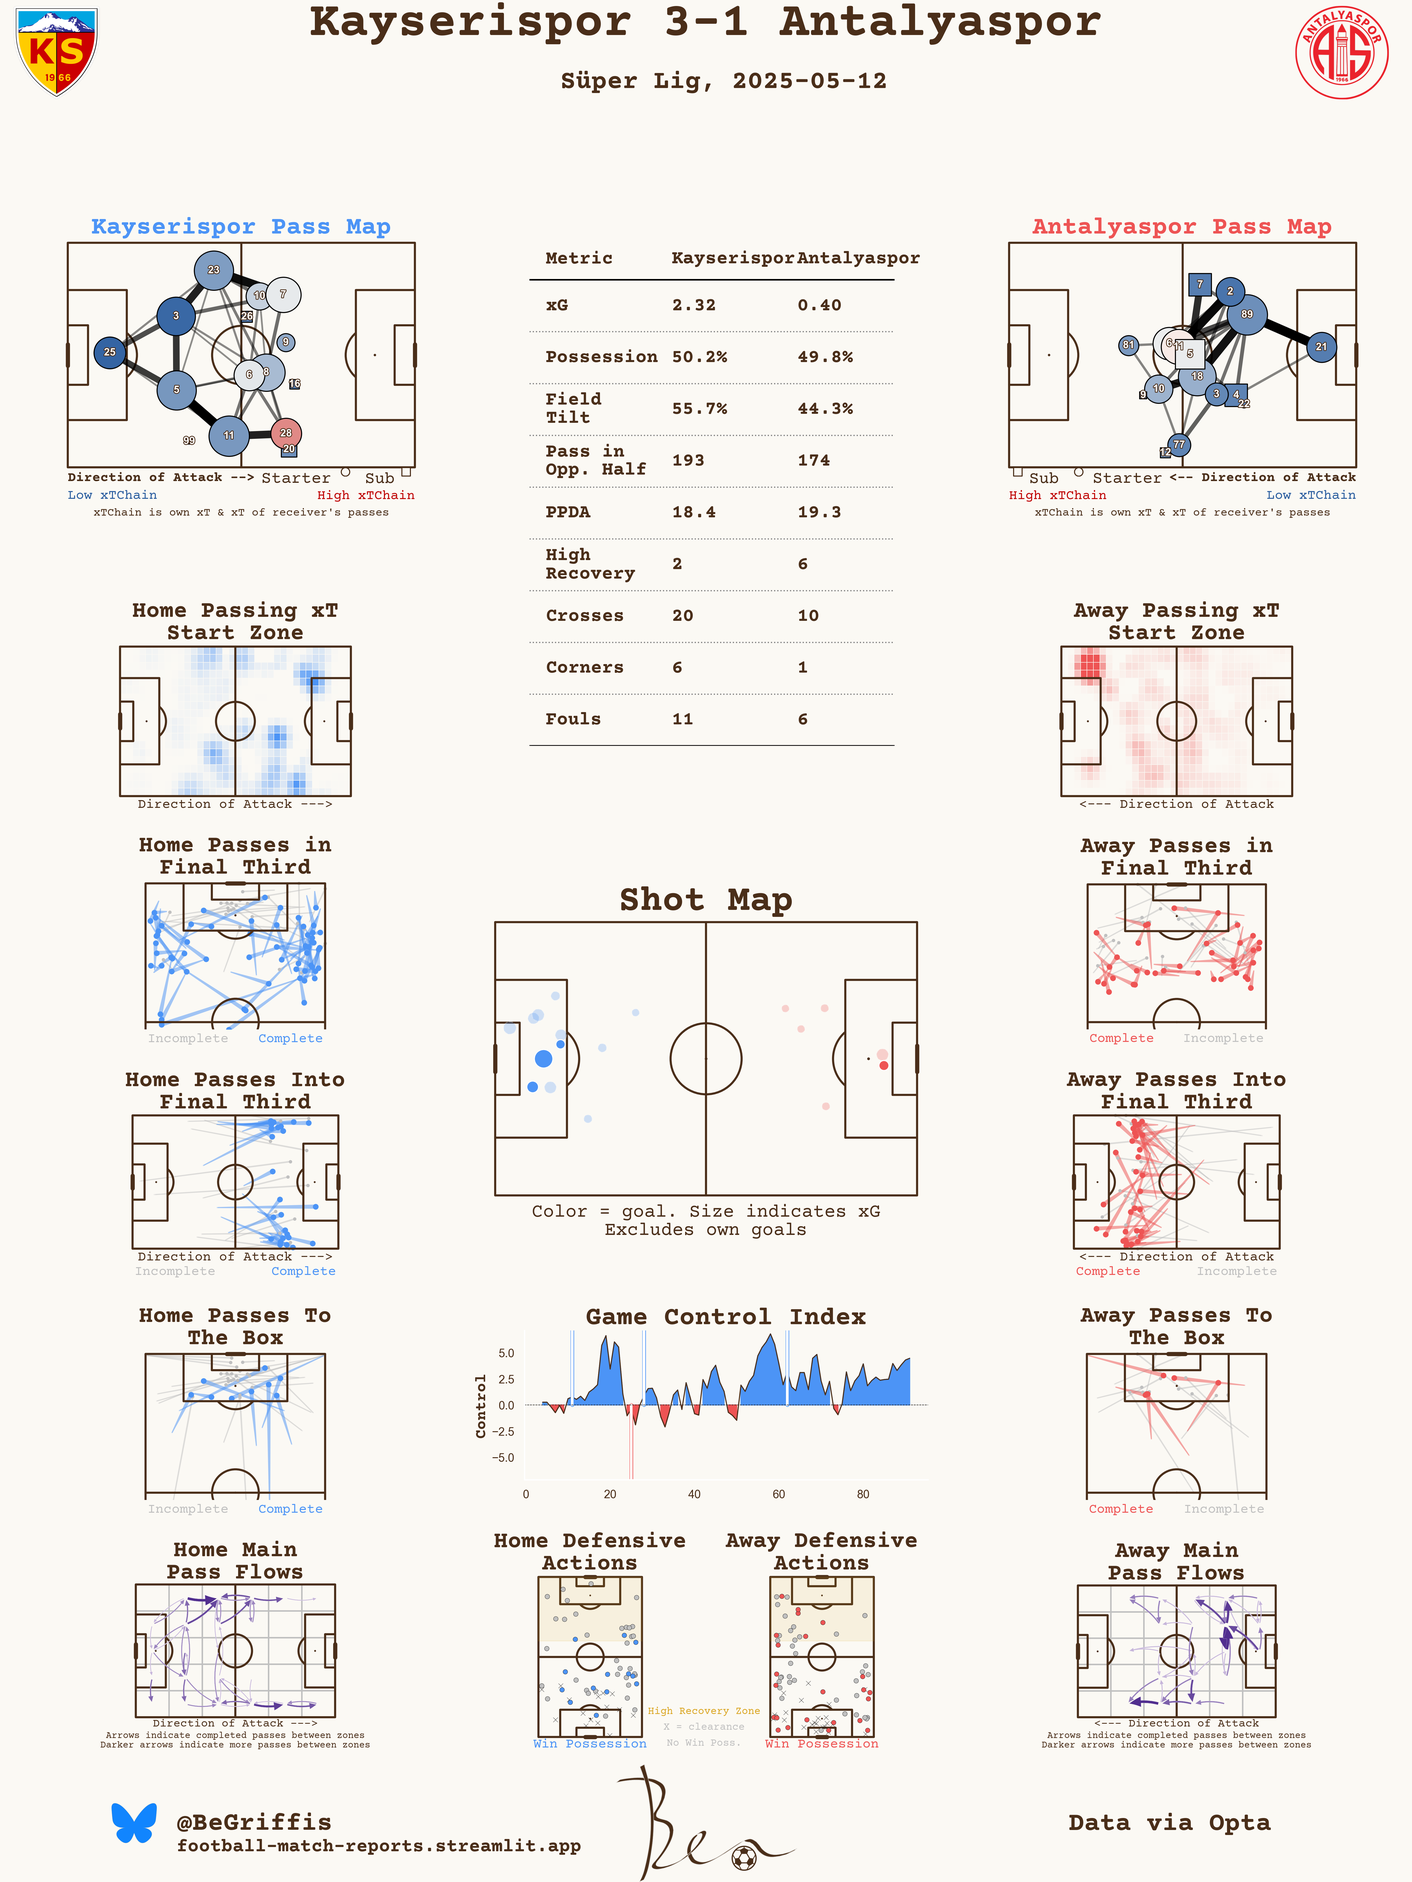 Kayserispor 3-1 Antalyaspor
Süper Lig, 2025-05-12
KS
1966
ANTALYASPOR
AS
1966
Kayserispor Pass Map
23
10
7
3
26
25
9
6
8
16
5
99
11
28
20
Direction of Attack --> Starter Sub
Low xTChain High xTChain
xTChain is own xT & xT of receiver's passes
Metric Kayserispor Antalyaspor
xG 2.32 0.40
Possession 50.2% 49.8%
Field
Tilt 55.7% 44.3%
Pass in
Opp. Half 193 174
PPDA 18.4 19.3
High
Recovery 2 6
Crosses 20 10
Corners 6 1
Fouls 11 6
Antalyaspor Pass Map
7
2
89
81
6
11
5
21
18
10
9
3
4
22
77
12
Sub Starter <-- Direction of Attack
High xTChain Low xTChain
xTChain is own xT & xT of receiver's passes
Home Passing xT
Start Zone
Direction of Attack --->
Away Passing xT
Start Zone
<--- Direction of Attack
Home Passes in
Final Third
Incomplete Complete
Away Passes in
Final Third
Complete Incomplete
Shot Map
Color = goal. Size indicates xG
Excludes own goals
Home Passes Into
Final Third
Direction of Attack --->
Incomplete Complete
Away Passes Into
Final Third
<--- Direction of Attack
Complete Incomplete
Home Passes To
The Box
Incomplete Complete
Game Control Index
Control
5.0
2.5
0.0
−2.5
−5.0
0 20 40 60 80
Away Passes To
The Box
Complete Incomplete
Home Main
Pass Flows
Direction of Attack --->
Arrows indicate completed passes between zones
Darker arrows indicate more passes between zones
Home Defensive
Actions
Win Possession
High Recovery Zone
X = clearance
No Win Poss.
Away Defensive
Actions
Win Possession
Away Main
Pass Flows
<--- Direction of Attack
Arrows indicate completed passes between zones
Darker arrows indicate more passes between zones
@BeGriffis
football-match-reports.streamlit.app
Ben
Data via Opta